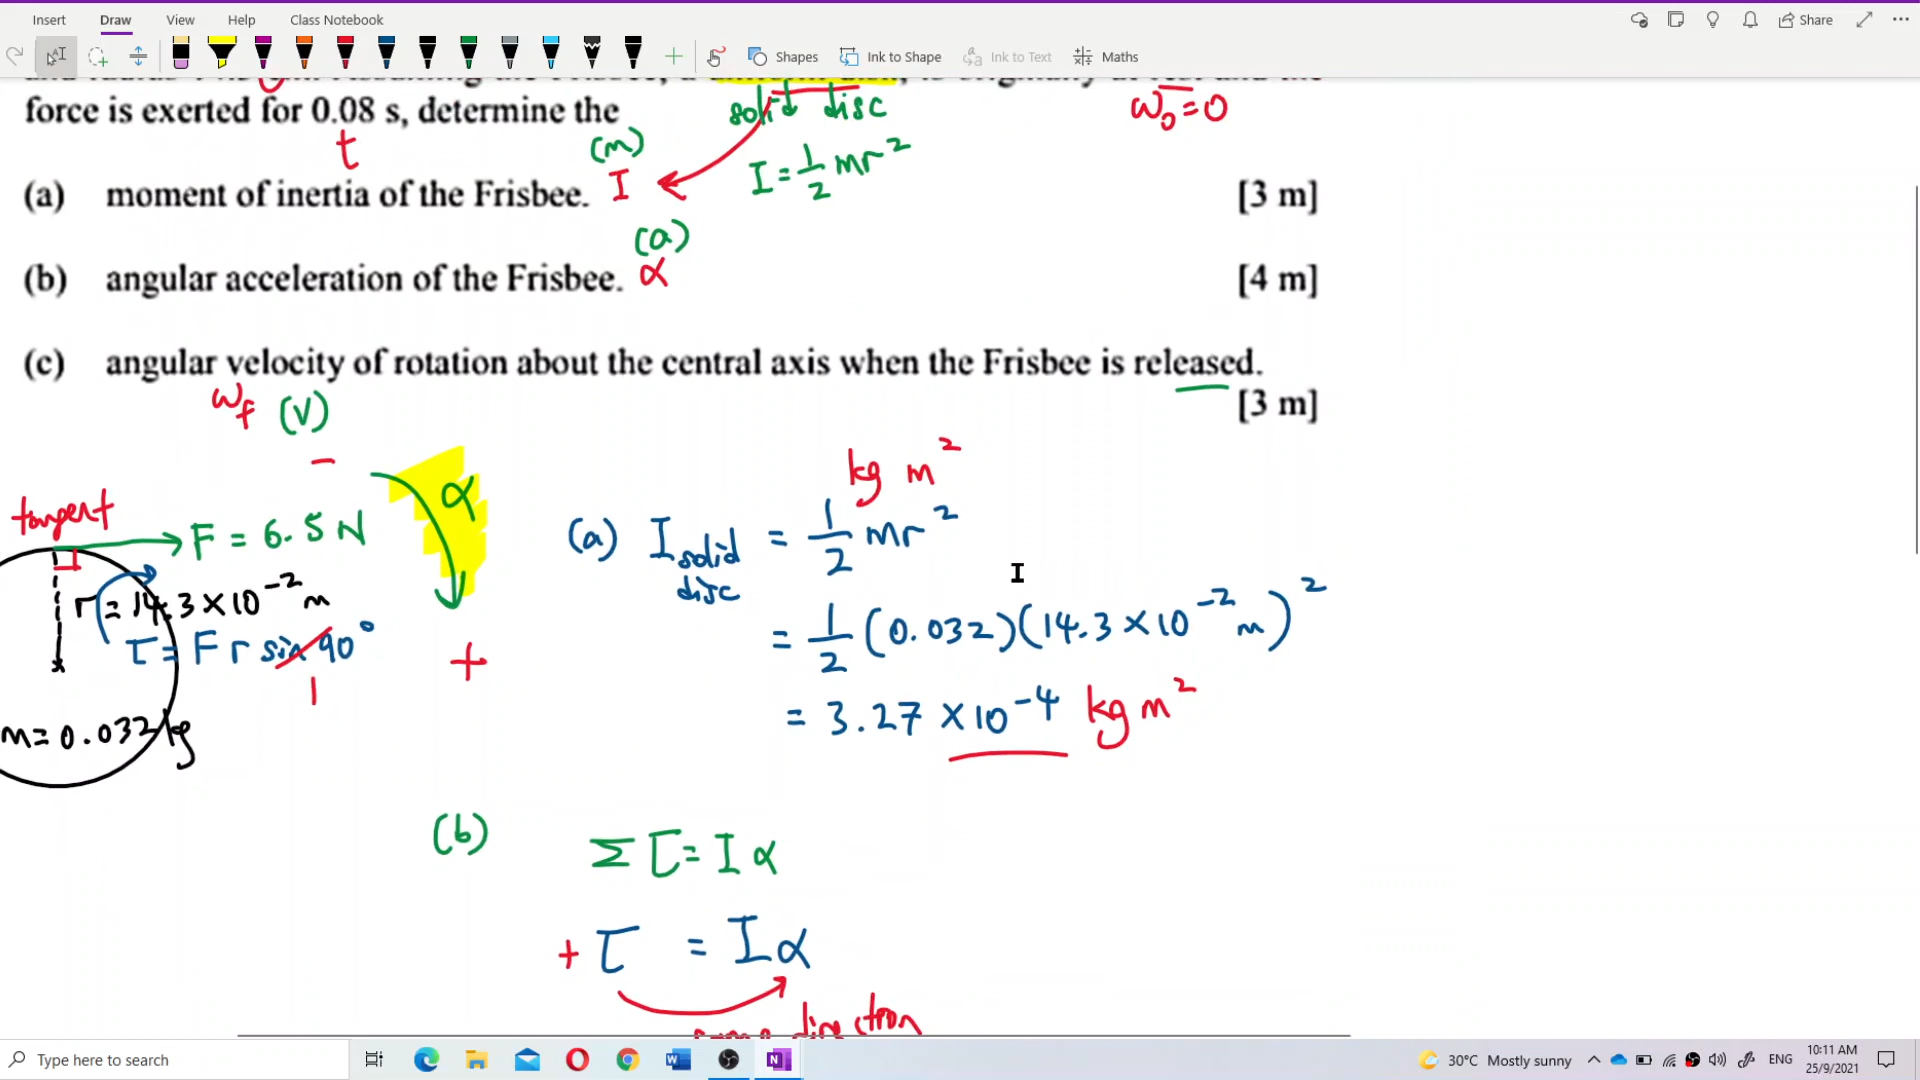 Insert Draw View Help Class Notebook
Share
Shapes Ink to Shape Ink to Text Maths
force is exerted for 0.08 s, determine the
solid disc
ω₀=0
t
(m)
I = 1/2 mr²
(a) moment of inertia of the Frisbee. I [3 m]
(a)
(b) angular acceleration of the Frisbee. α [4 m]
(c) angular velocity of rotation about the central axis when the Frisbee is released.
[3 m]
ωf (v)
−
α
tangent
F = 6.5 N
r = 14.3 × 10⁻² m
τ = F r sin 90°
1
+
m = 0.032 kg
kg m²
(a) I solid disc = 1/2 mr²
= 1/2 (0.032)(14.3 × 10⁻² m)²
= 3.27 × 10⁻⁴ kg m²
(b) Στ = Iα
+ τ = Iα
direction
Type here to search
30°C Mostly sunny
ENG
10:11 AM
25/9/2021